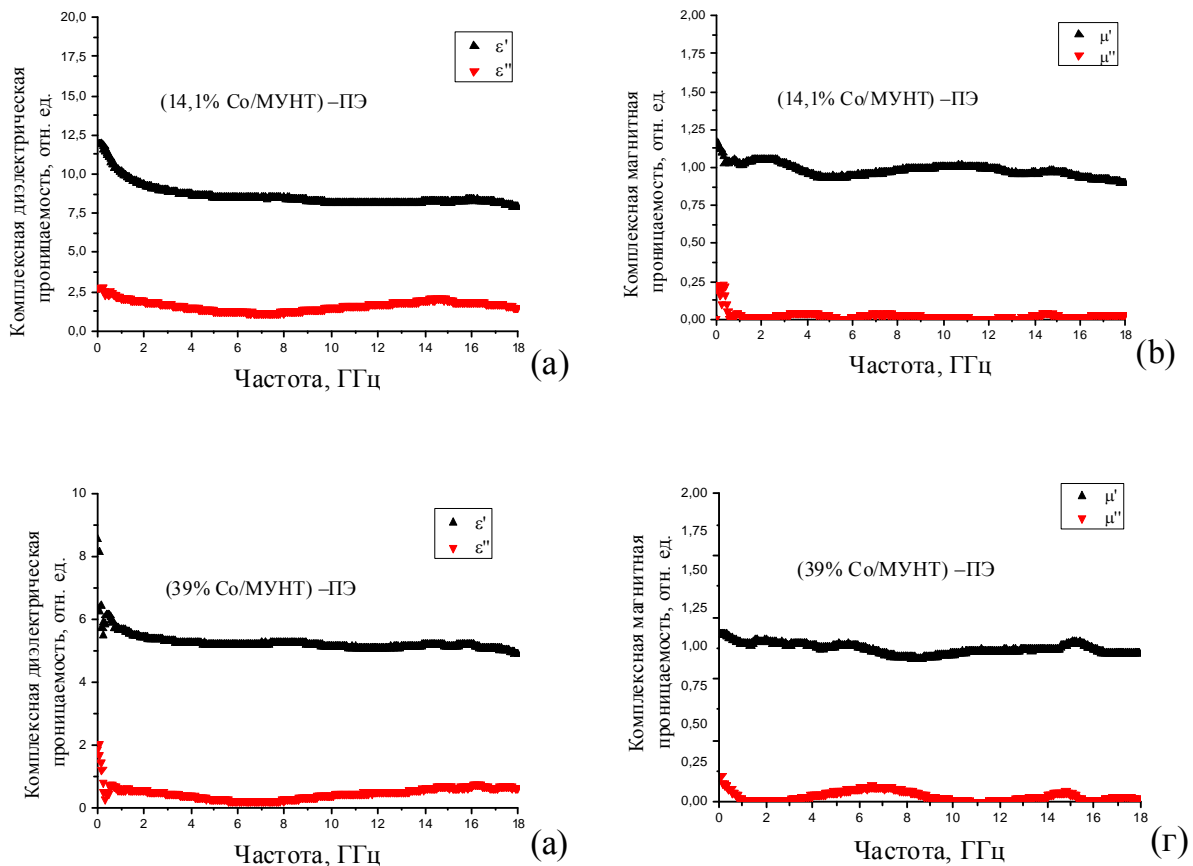 20,0
17,5
15,0
12,5
10,0
7,5
5,0
2,5
0,0
Комплексная диэлектрическая
проницаемость, отн. ед.
ε'
ε''
(14,1% Co/МУНТ) –ПЭ
0 2 4 6 8 10 12 14 16 18
Частота, ГГц
(а)
2,00
1,75
1,50
1,25
1,00
0,75
0,50
0,25
0,00
Комплексная магнитная
проницаемость, отн. ед.
μ'
μ''
(14,1% Co/МУНТ) –ПЭ
0 2 4 6 8 10 12 14 16 18
Частота, ГГц
(b)
10
8
6
4
2
0
Комплексная диэлектрическая
проницаемость, отн. ед.
ε'
ε''
(39% Co/МУНТ) –ПЭ
0 2 4 6 8 10 12 14 16 18
Частота, ГГц
(а)
2,00
1,75
1,50
1,25
1,00
0,75
0,50
0,25
0,00
Комплексная магнитная
проницаемость, отн. ед.
μ'
μ''
(39% Co/МУНТ) –ПЭ
0 2 4 6 8 10 12 14 16 18
Частота, ГГц
(г)